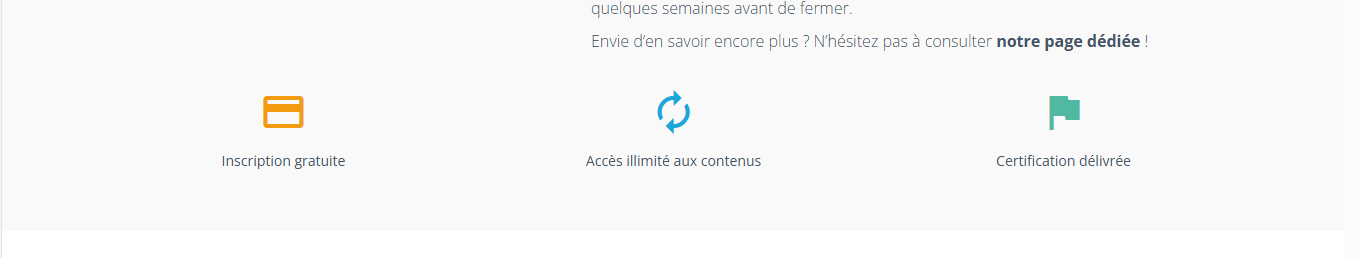 quelques semaines avant de fermer.
Envie d’en savoir encore plus ? N’hésitez pas à consulter notre page dédiée !
Inscription gratuite
Accès illimité aux contenus
Certification délivrée